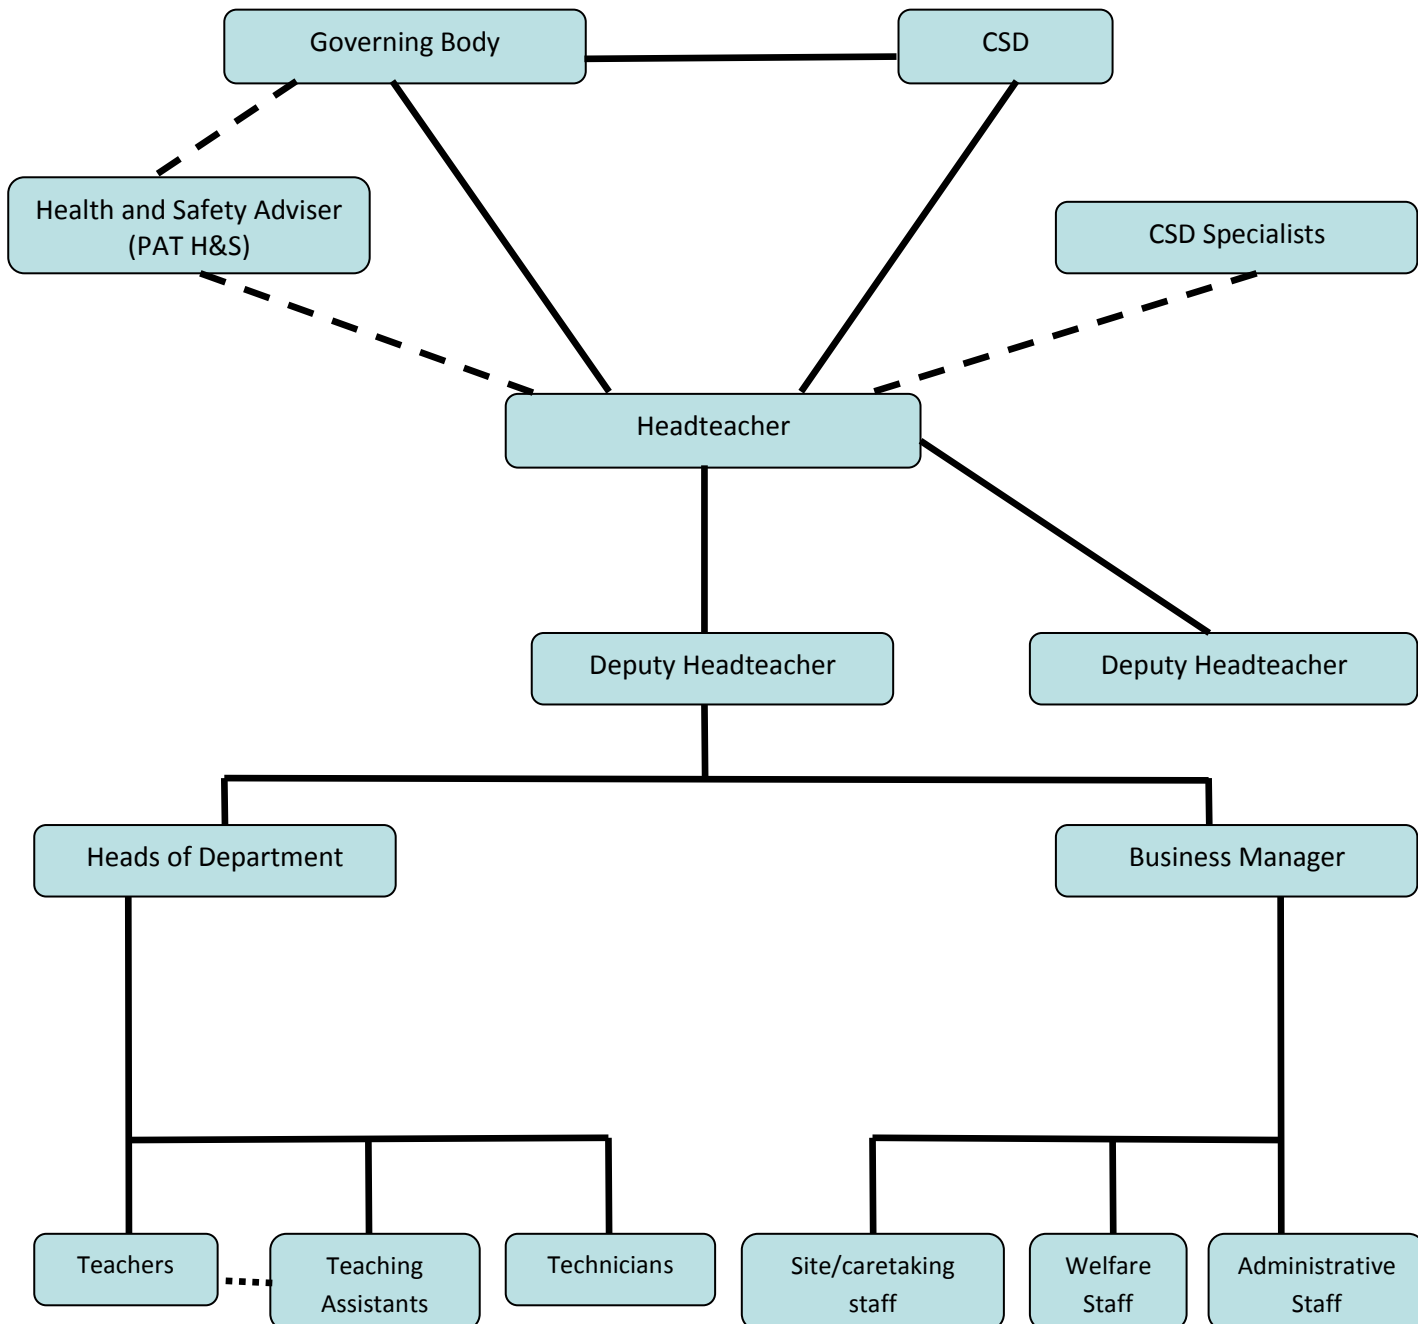 Governing Body
CSD
Health and Safety Adviser
(PAT H&S)
CSD Specialists
Headteacher
Deputy Headteacher
Deputy Headteacher
Heads of Department
Business Manager
Teachers
Teaching
Assistants
Technicians
Site/caretaking
staff
Welfare
Staff
Administrative
Staff